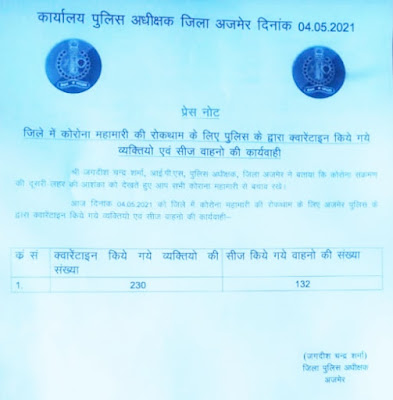 कार्यालय पुलिस अधीक्षक जिला अजमेर दिनांक 04.05.2021
प्रेस नोट
जिले में कोरोना महामारी की रोकथाम के लिए पुलिस के द्वारा क्वारेंटाइन किये गये
व्यक्तियो एवं सीज वाहनो की कार्यवाही
श्री जगदीश चन्द्र शर्मा, आई.पी.एस, पुलिस अधीक्षक, जिला अजमेर ने बताया कि कोरोना संक्रमण
की दूसरी लहर की आशंका को देखते हुए आप सभी कोरोना महामारी से बचाव रखे।
आज दिनांक 04.05.2021 को जिले में कोरोना महामारी की रोकथाम के लिए अजमेर पुलिस के
द्वारा क्वारेंटाइन किये गये व्यक्तियो एवं सीज वाहनो की कार्यवाही–
क्र सं क्वारेंटाइन किये गये व्यक्तियो की संख्या सीज किये गये वाहनो की संख्या
1. 230 132
(जगदीश चन्द्र शर्मा)
जिला पुलिस अधीक्षक
अजमेर